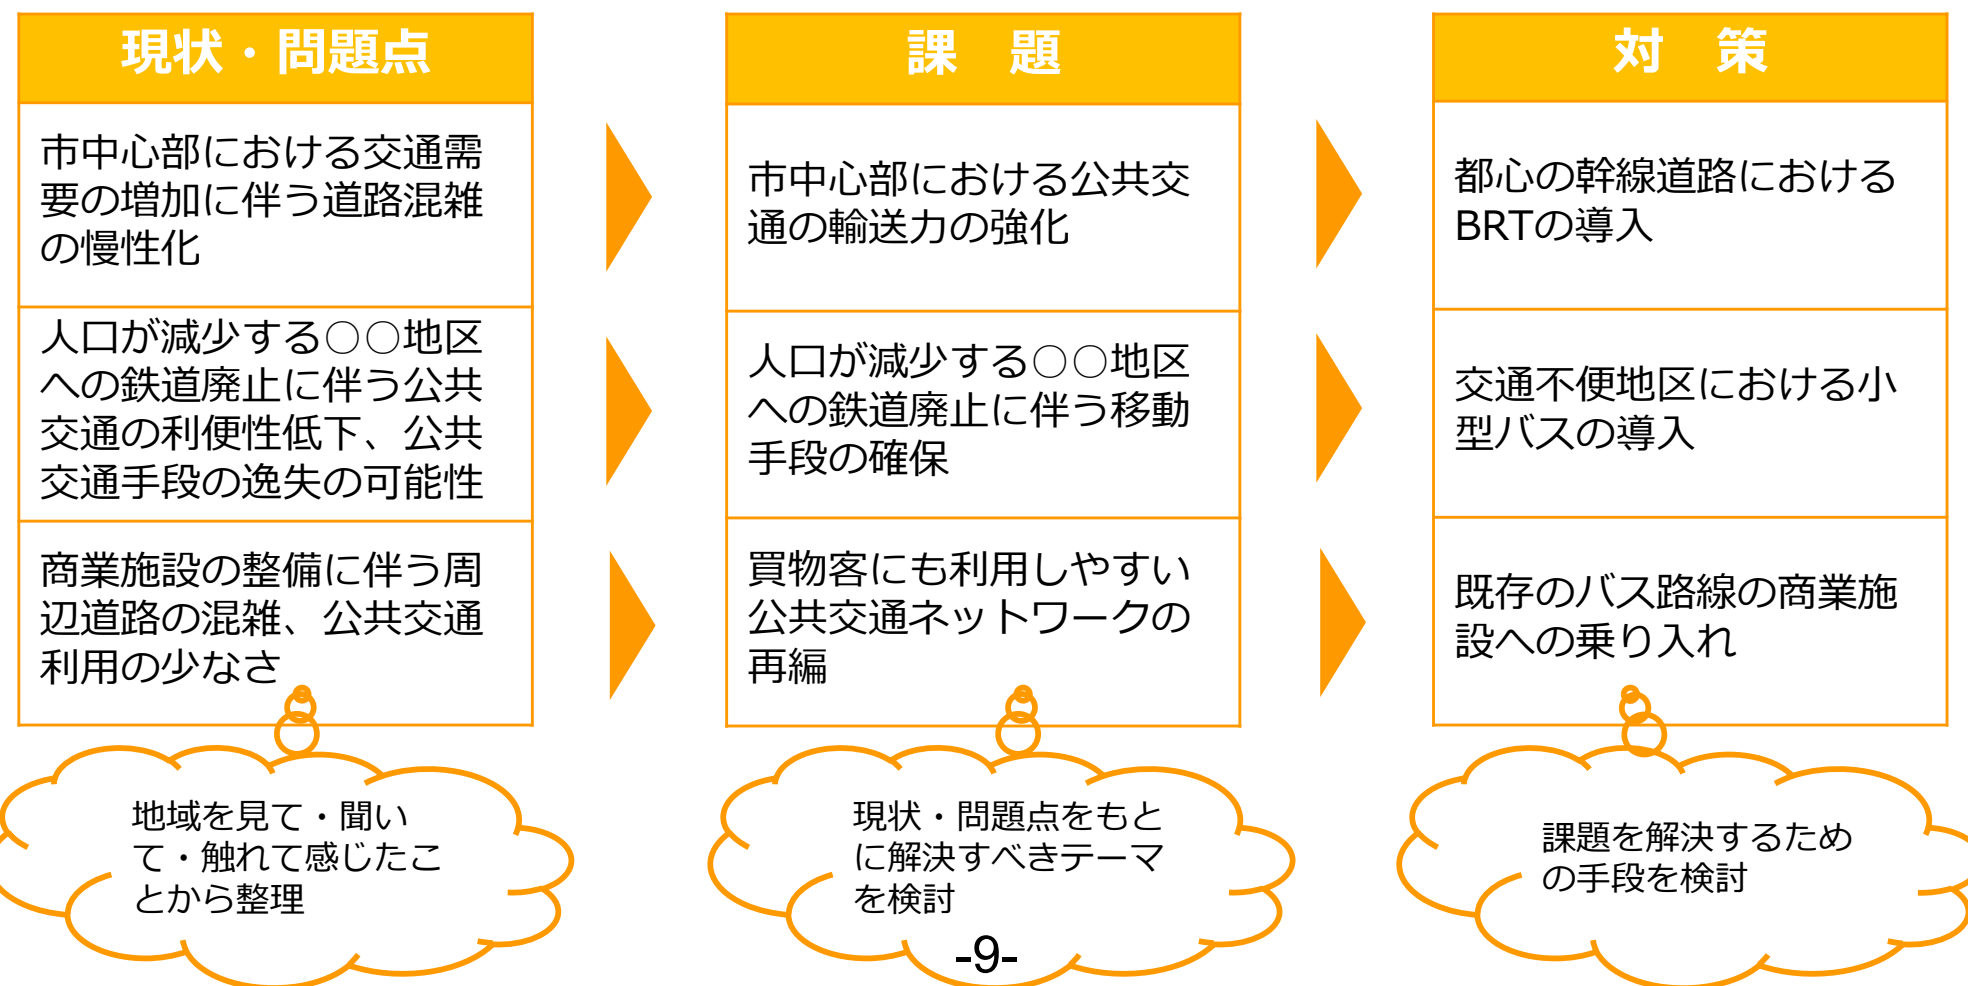 現状・問題点
市中心部における交通需
要の増加に伴う道路混雑
の慢性化
人口が減少する○○地区
への鉄道廃止に伴う公共
交通の利便性低下、公共
交通手段の逸失の可能性
商業施設の整備に伴う周
辺道路の混雑、公共交通
利用の少なさ
地域を見て・聞い
て・触れて感じたこ
とから整理
課　題
市中心部における公共交
通の輸送力の強化
人口が減少する○○地区
への鉄道廃止に伴う移動
手段の確保
買物客にも利用しやすい
公共交通ネットワークの
再編
現状・問題点をもと
に解決すべきテーマ
を検討
対　策
都心の幹線道路における
BRTの導入
交通不便地区における小
型バスの導入
既存のバス路線の商業施
設への乗り入れ
課題を解決するため
の手段を検討
-9-